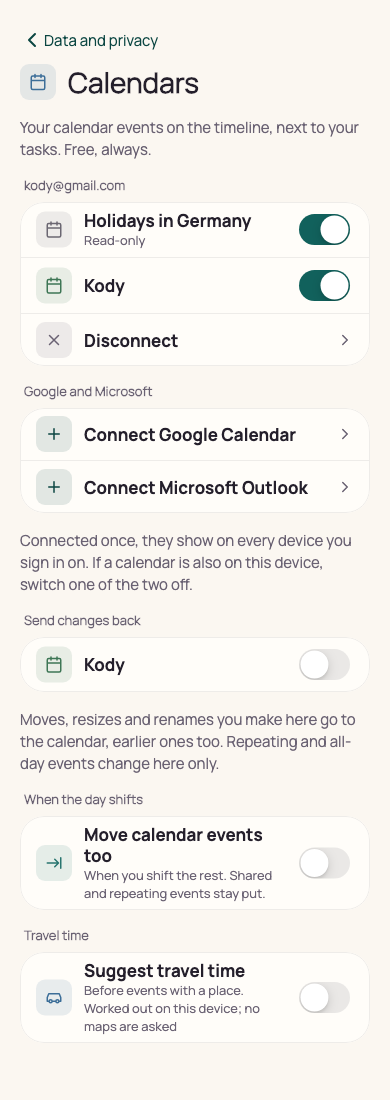 Data and privacy
Calendars
Your calendar events on the timeline, next to your
tasks. Free, always.
kody@gmail.com
Holidays in Germany
Read-only
Kody
Disconnect
Google and Microsoft
Connect Google Calendar
Connect Microsoft Outlook
Connected once, they show on every device you
sign in on. If a calendar is also on this device,
switch one of the two off.
Send changes back
Kody
Moves, resizes and renames you make here go to
the calendar, earlier ones too. Repeating and all-
day events change here only.
When the day shifts
Move calendar events
too
When you shift the rest. Shared
and repeating events stay put.
Travel time
Suggest travel time
Before events with a place.
Worked out on this device; no
maps are asked